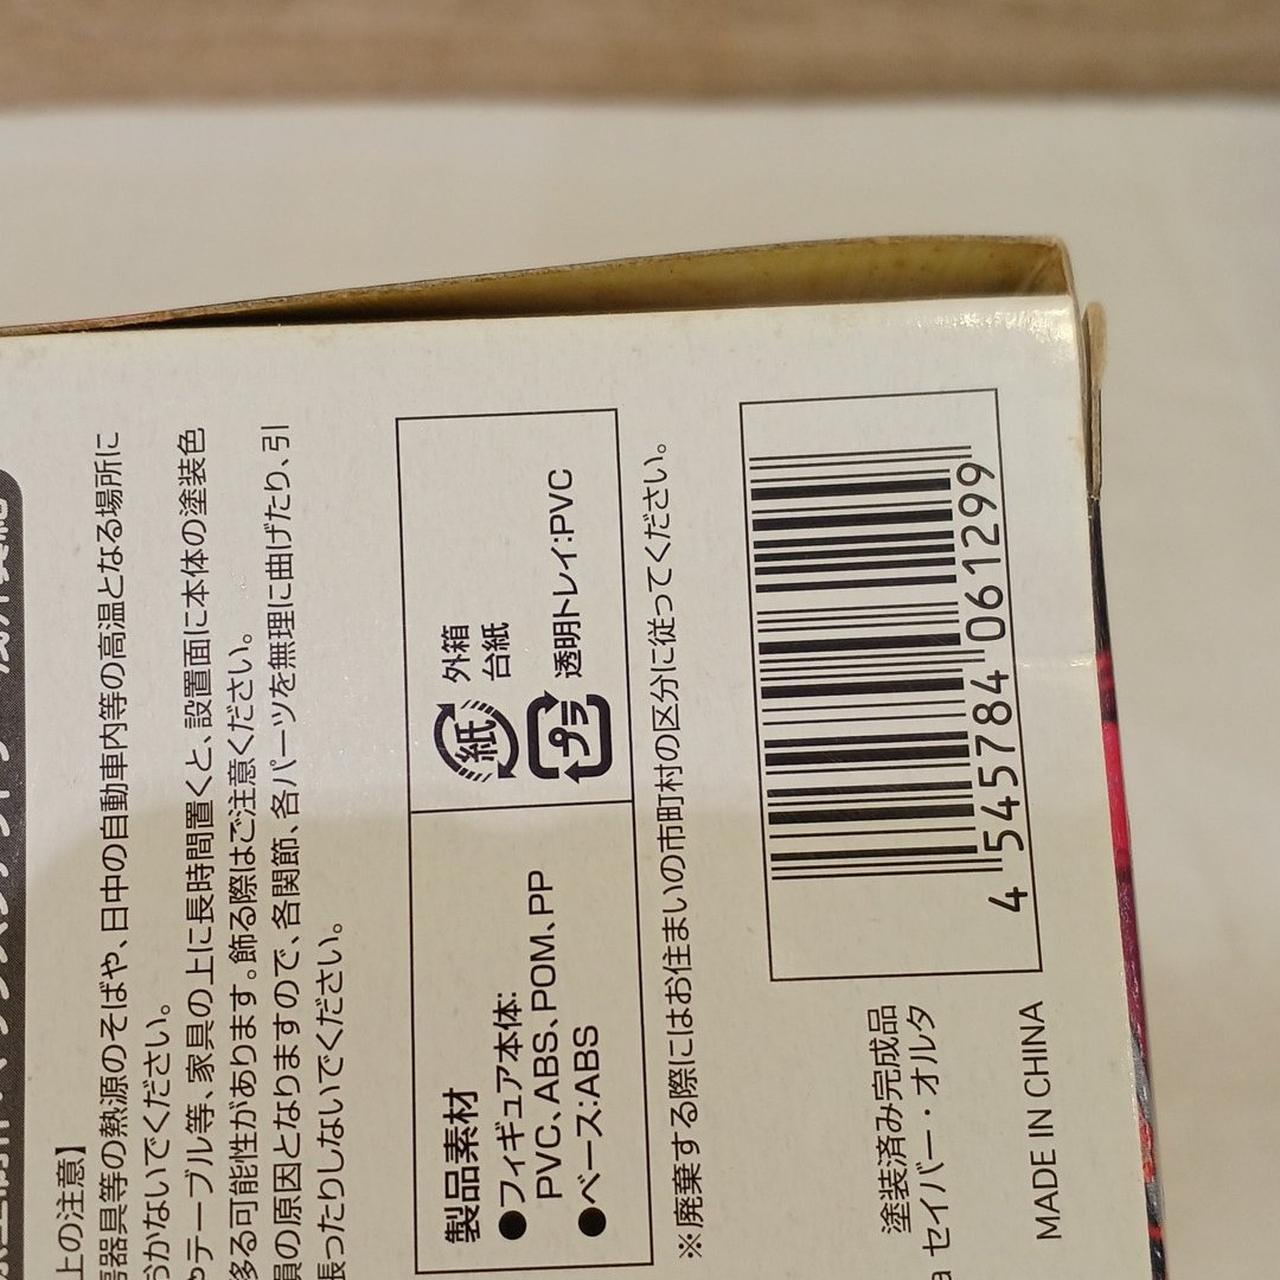 上の注意】
器具等の熱源のそばや、日中の自動車内等の高温となる場所に
おかないでください。
やテーブル等、家具の上に長時間置くと、設置面に本体の塗装色
多る可能性があります。飾る際はご注意ください。
員の原因となりますので、各関節、各パーツを無理に曲げたり、引
張ったりしないでください。
製品素材
●フィギュア本体:
PVC、ABS、POM、PP
●ベース:ABS
紙
外箱
台紙
プラ
透明トレイ:PVC
※廃棄する際にはお住まいの市町村の区分に従ってください。
塗装済み完成品
a セイバー・オルタ
MADE IN CHINA
4 545784 061299